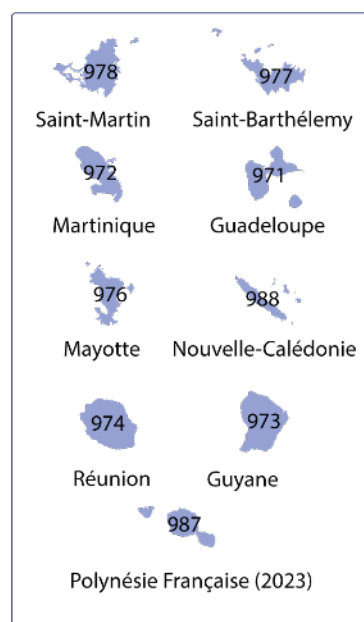 978 977
Saint-Martin Saint-Barthélemy
972 971
Martinique Guadeloupe
976 988
Mayotte Nouvelle-Calédonie
974 973
Réunion Guyane
987
Polynésie Française (2023)